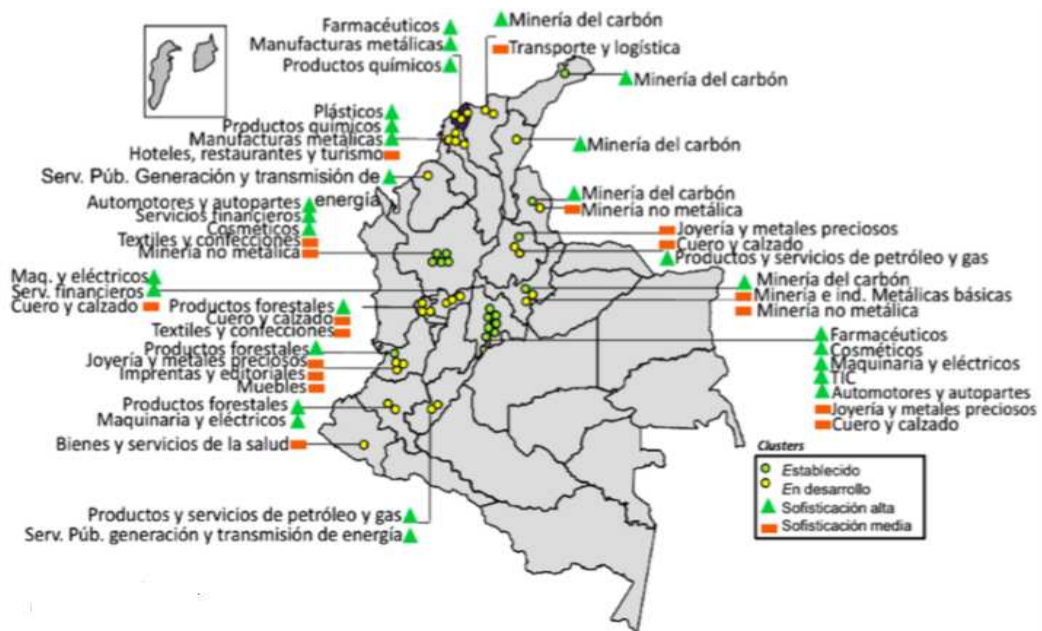 Farmacéuticos
Manufacturas metálicas
Productos químicos
Minería del carbón
Transporte y logística
Minería del carbón
Plásticos
Productos químicos
Manufacturas metálicas
Hoteles, restaurantes y turismo
Minería del carbón
Serv. Púb. Generación y transmisión de
energía
Minería del carbón
Minería no metálica
Automotores y autopartes
Servicios financieros
Cosméticos
Textiles y confecciones
Minería no metálica
Joyería y metales preciosos
Cuero y calzado
Productos y servicios de petróleo y gas
Maq. y eléctricos
Serv. financieros
Cuero y calzado
Productos forestales
Cuero y calzado
Textiles y confecciones
Minería del carbón
Minería e ind. Metálicas básicas
Minería no metálica
Productos forestales
Joyería y metales preciosos
Imprentas y editoriales
Muebles
Farmacéuticos
Cosméticos
Maquinaria y eléctricos
TIC
Automotores y autopartes
Joyería y metales preciosos
Cuero y calzado
Productos forestales
Maquinaria y eléctricos
Bienes y servicios de la salud
Productos y servicios de petróleo y gas
Serv. Púb. generación y transmisión de energía
Clusters
Establecido
En desarrollo
Sofisticación alta
Sofisticación media